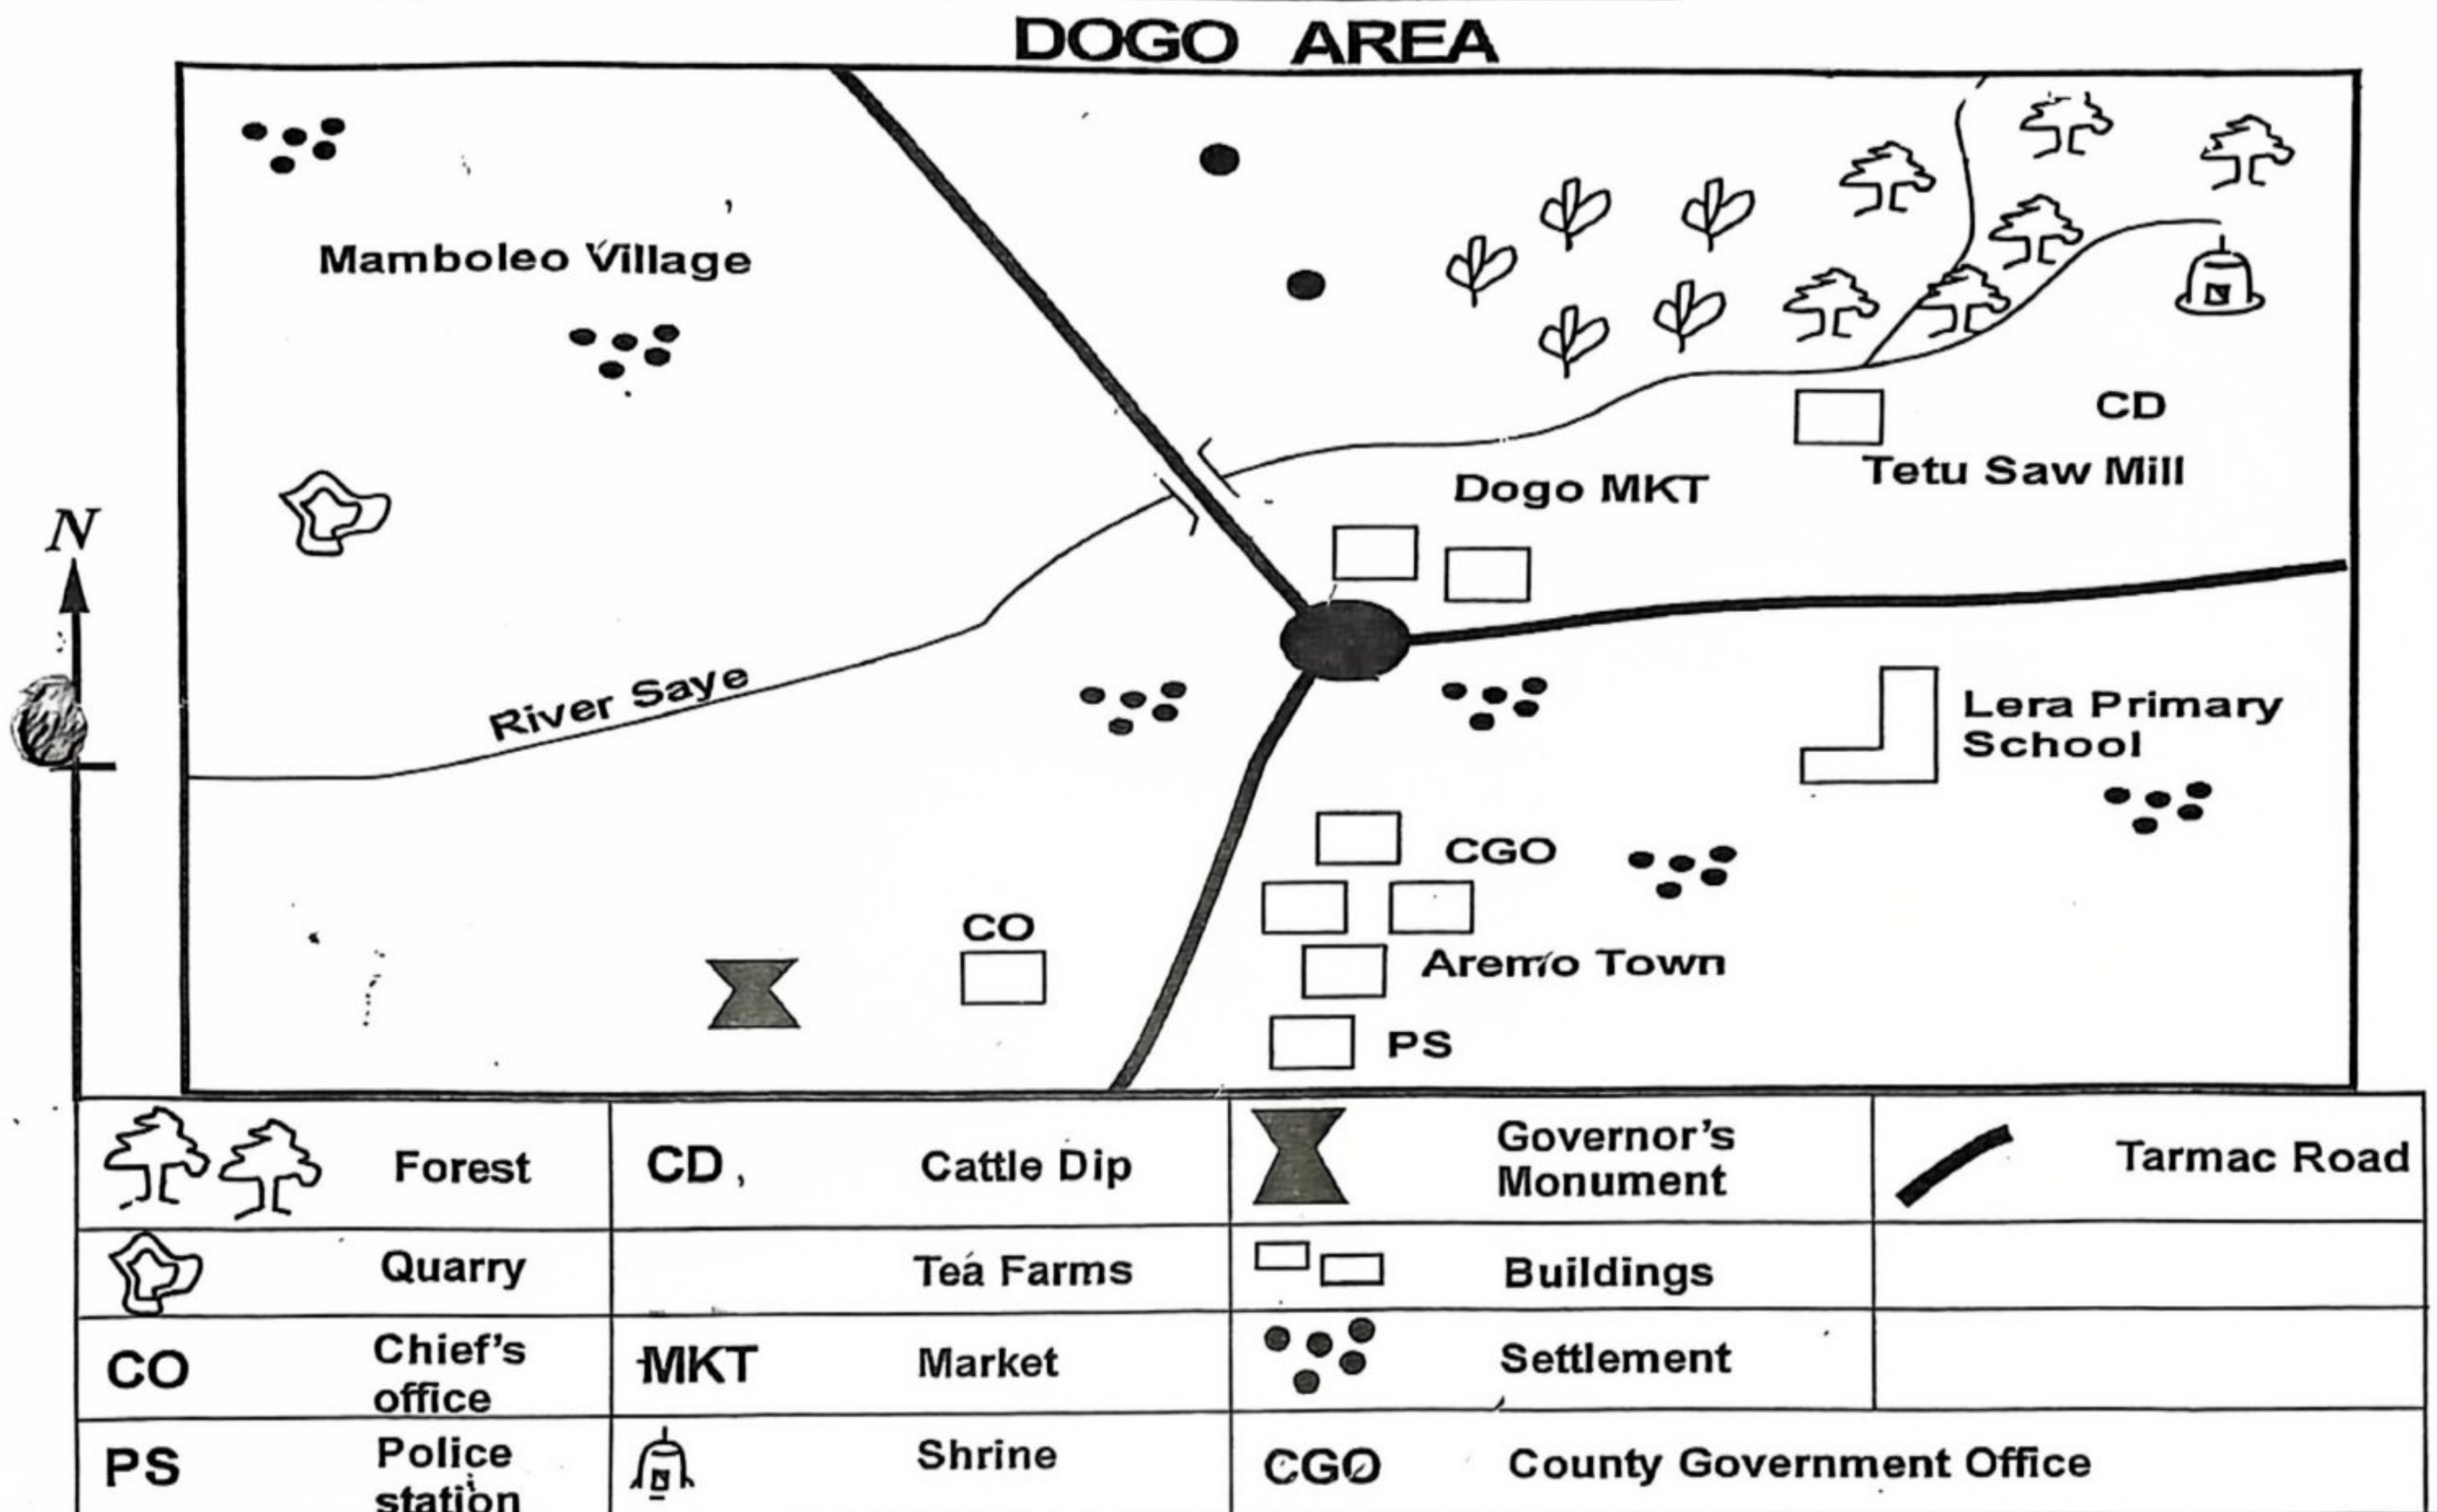 DOGO AREA
Mamboleo Village
CD
Tetu Saw Mill
Dogo MKT
N
River Saye
Lera Primary
School
CGO
CO
Aremo Town
PS
Forest
CD
Cattle Dip
Governor's
Monument
Tarmac Road
Quarry
Tea Farms
Buildings
CO
Chief's
office
MKT
Market
Settlement
PS
Police
station
Shrine
CGO
County Government Office